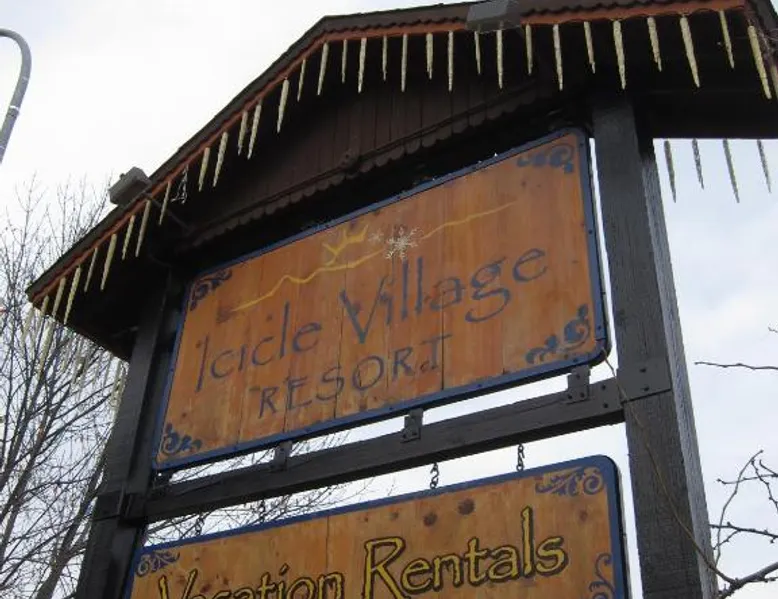 Icicle Village
RESORT
Vacation Rentals